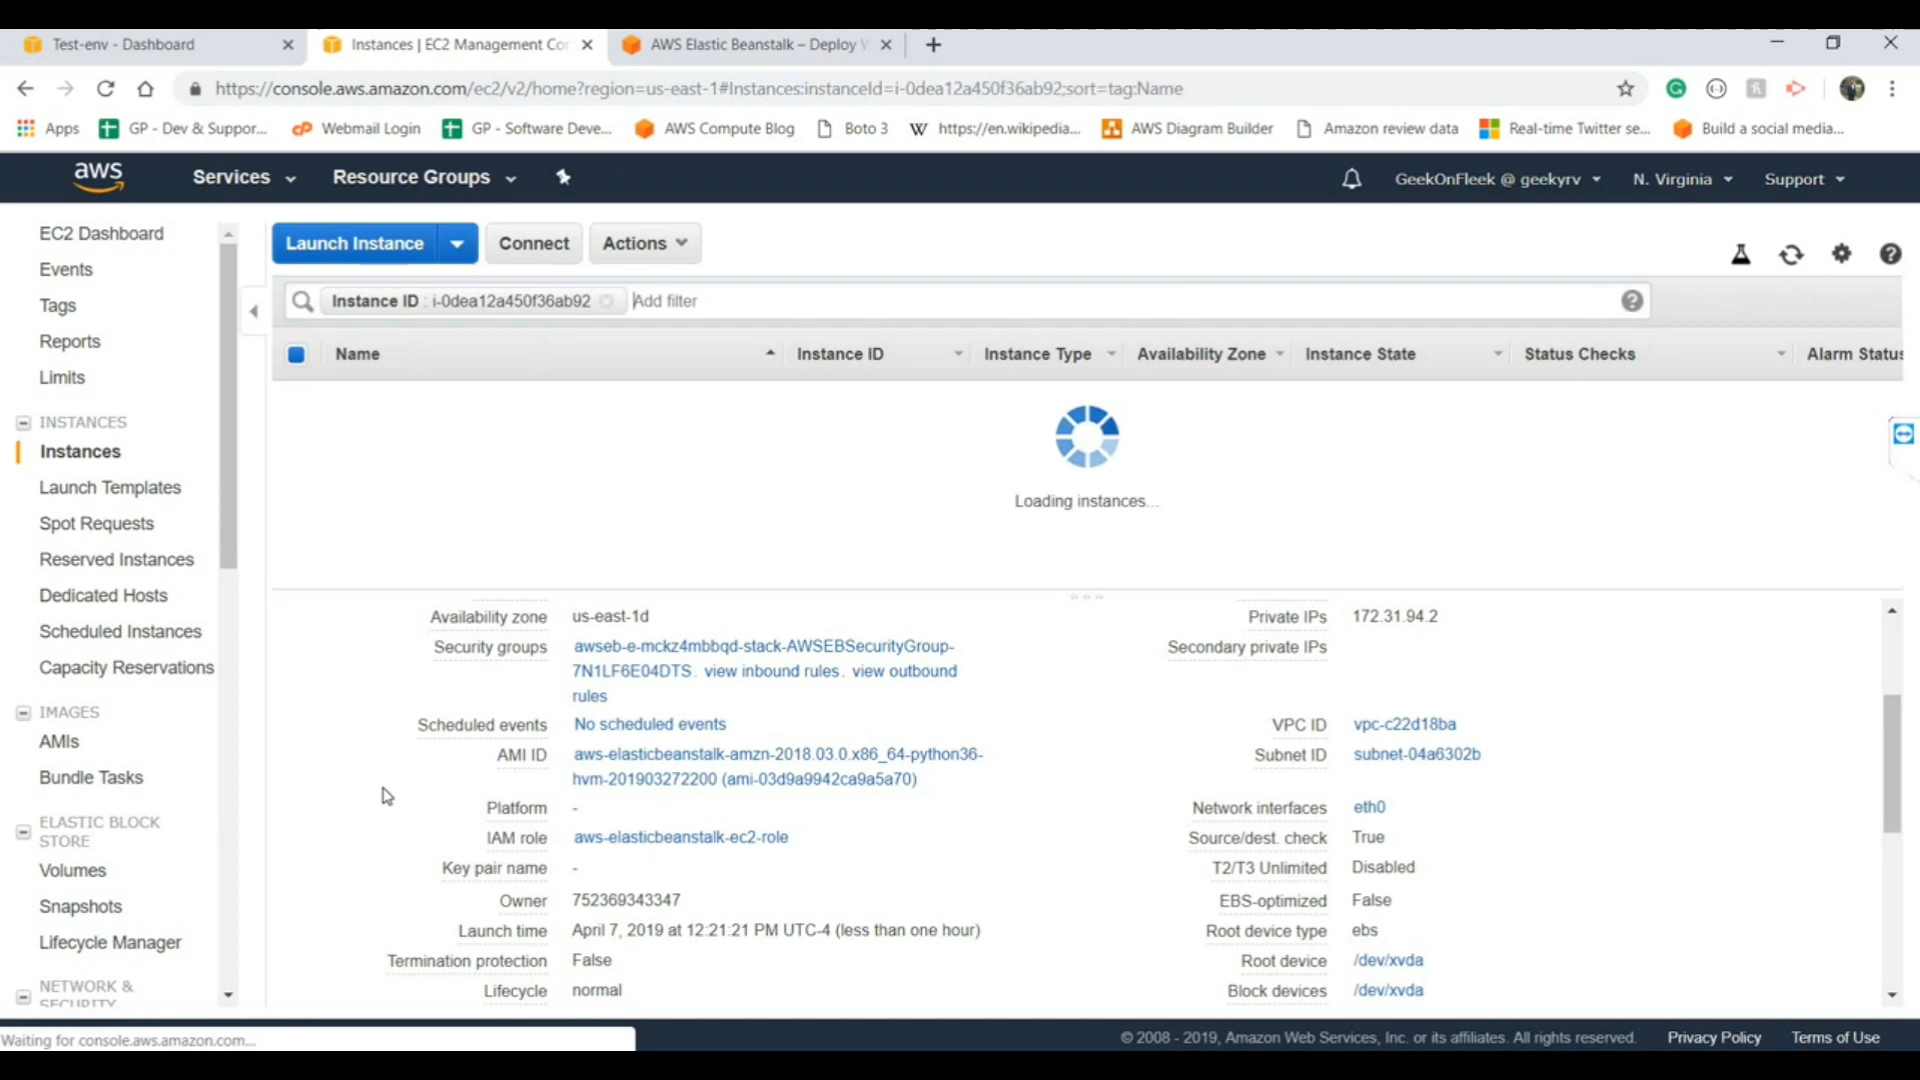 Test-env - Dashboard
Instances | EC2 Management Co
AWS Elastic Beanstalk – Deploy
https://console.aws.amazon.com/ec2/v2/home?region=us-east-1#Instances:instanceId=i-0dea12a450f36ab92;sort=tag:Name
Apps
GP - Dev & Suppor...
Webmail Login
GP - Software Deve...
AWS Compute Blog
Boto 3
https://en.wikipedia...
AWS Diagram Builder
Amazon review data
Real-time Twitter se...
Build a social media...
aws
Services
Resource Groups
GeekOnFleek @ geekyrv
N. Virginia
Support
EC2 Dashboard
Events
Tags
Reports
Limits
INSTANCES
Instances
Launch Templates
Spot Requests
Reserved Instances
Dedicated Hosts
Scheduled Instances
Capacity Reservations
IMAGES
AMIs
Bundle Tasks
ELASTIC BLOCK
STORE
Volumes
Snapshots
Lifecycle Manager
NETWORK &
SECURITY
Launch Instance
Connect
Actions
Instance ID : i-0dea12a450f36ab92
Add filter
Name
Instance ID
Instance Type
Availability Zone
Instance State
Status Checks
Alarm Status
Loading instances...
Availability zone us-east-1d
Security groups awseb-e-mckz4mbbqd-stack-AWSEBSecurityGroup-
7N1LF6E04DTS. view inbound rules. view outbound
rules
Scheduled events No scheduled events
AMI ID aws-elasticbeanstalk-amzn-2018.03.0.x86_64-python36-
hvm-201903272200 (ami-03d9a9942ca9a5a70)
Platform -
IAM role aws-elasticbeanstalk-ec2-role
Key pair name -
Owner 752369343347
Launch time April 7, 2019 at 12:21:21 PM UTC-4 (less than one hour)
Termination protection False
Lifecycle normal
Private IPs 172.31.94.2
Secondary private IPs
VPC ID vpc-c22d18ba
Subnet ID subnet-04a6302b
Network interfaces eth0
Source/dest. check True
T2/T3 Unlimited Disabled
EBS-optimized False
Root device type ebs
Root device /dev/xvda
Block devices /dev/xvda
Waiting for console.aws.amazon.com...
© 2008 - 2019, Amazon Web Services, Inc. or its affiliates. All rights reserved.
Privacy Policy
Terms of Use